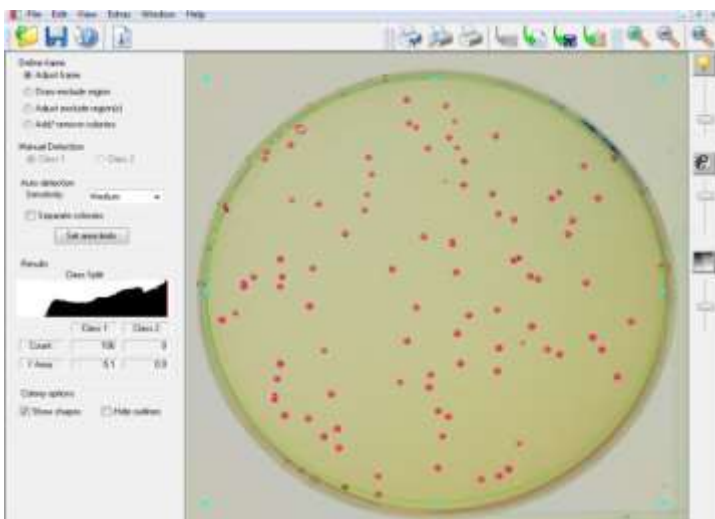 File Edit View Extras Window Help
Define frame
Adjust frame
Draw exclude region
Adjust exclude region(s)
Add/remove colonies
Manual Detection
Class 1 Class 2
Auto detection
Sensitivity Medium
Separate colonies
Set area limits
Results
Class Split
Class 1 Class 2
Count 106 0
% Area 5.1 0.0
Colony options
Show shapes Hide outlines